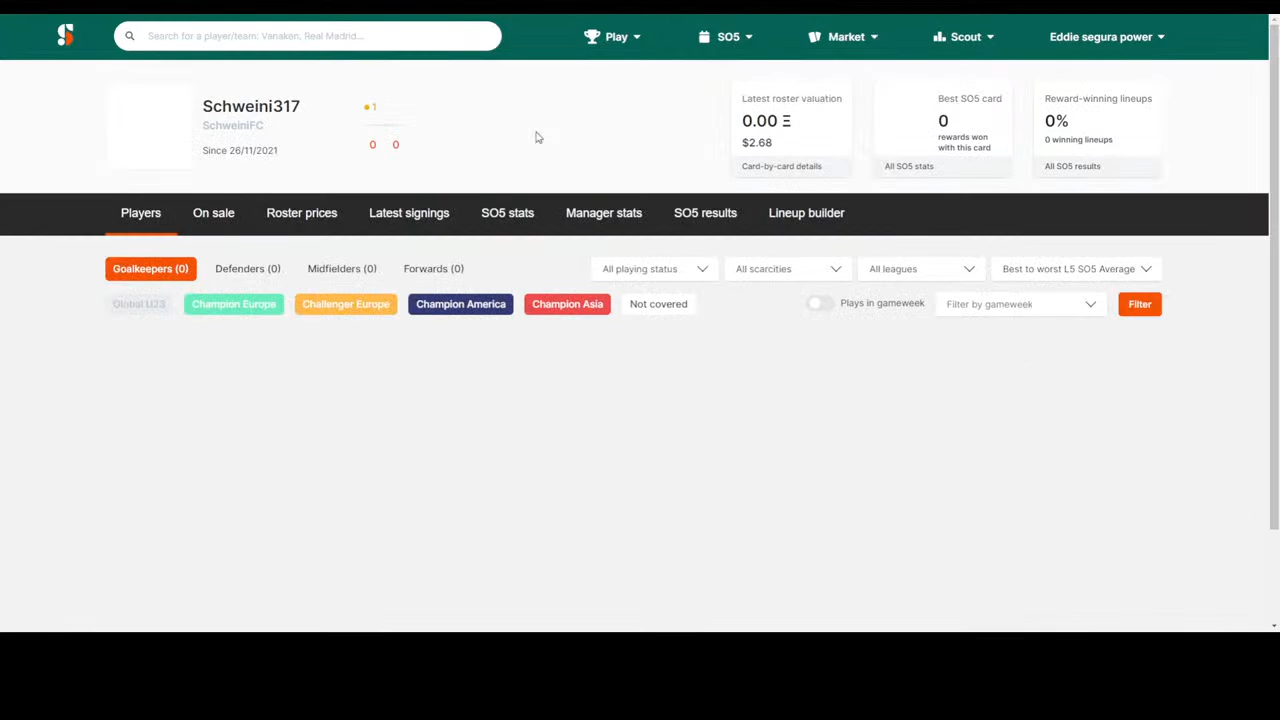 Search for a player/team: Vanaken, Real Madrid...
Play
SO5
Market
Scout
Eddie segura power
Schweini317
SchweiniFC
Since 26/11/2021
1
0 0
Latest roster valuation
0.00 Ξ
$2.68
Card-by-card details
Best SO5 card
0
rewards won
with this card
All SO5 stats
Reward-winning lineups
0%
0 winning lineups
All SO5 results
Players
On sale
Roster prices
Latest signings
SO5 stats
Manager stats
SO5 results
Lineup builder
Goalkeepers (0)
Defenders (0)
Midfielders (0)
Forwards (0)
All playing status
All scarcities
All leagues
Best to worst L5 SO5 Average
Global U23
Champion Europe
Challenger Europe
Champion America
Champion Asia
Not covered
Plays in gameweek
Filter by gameweek
Filter